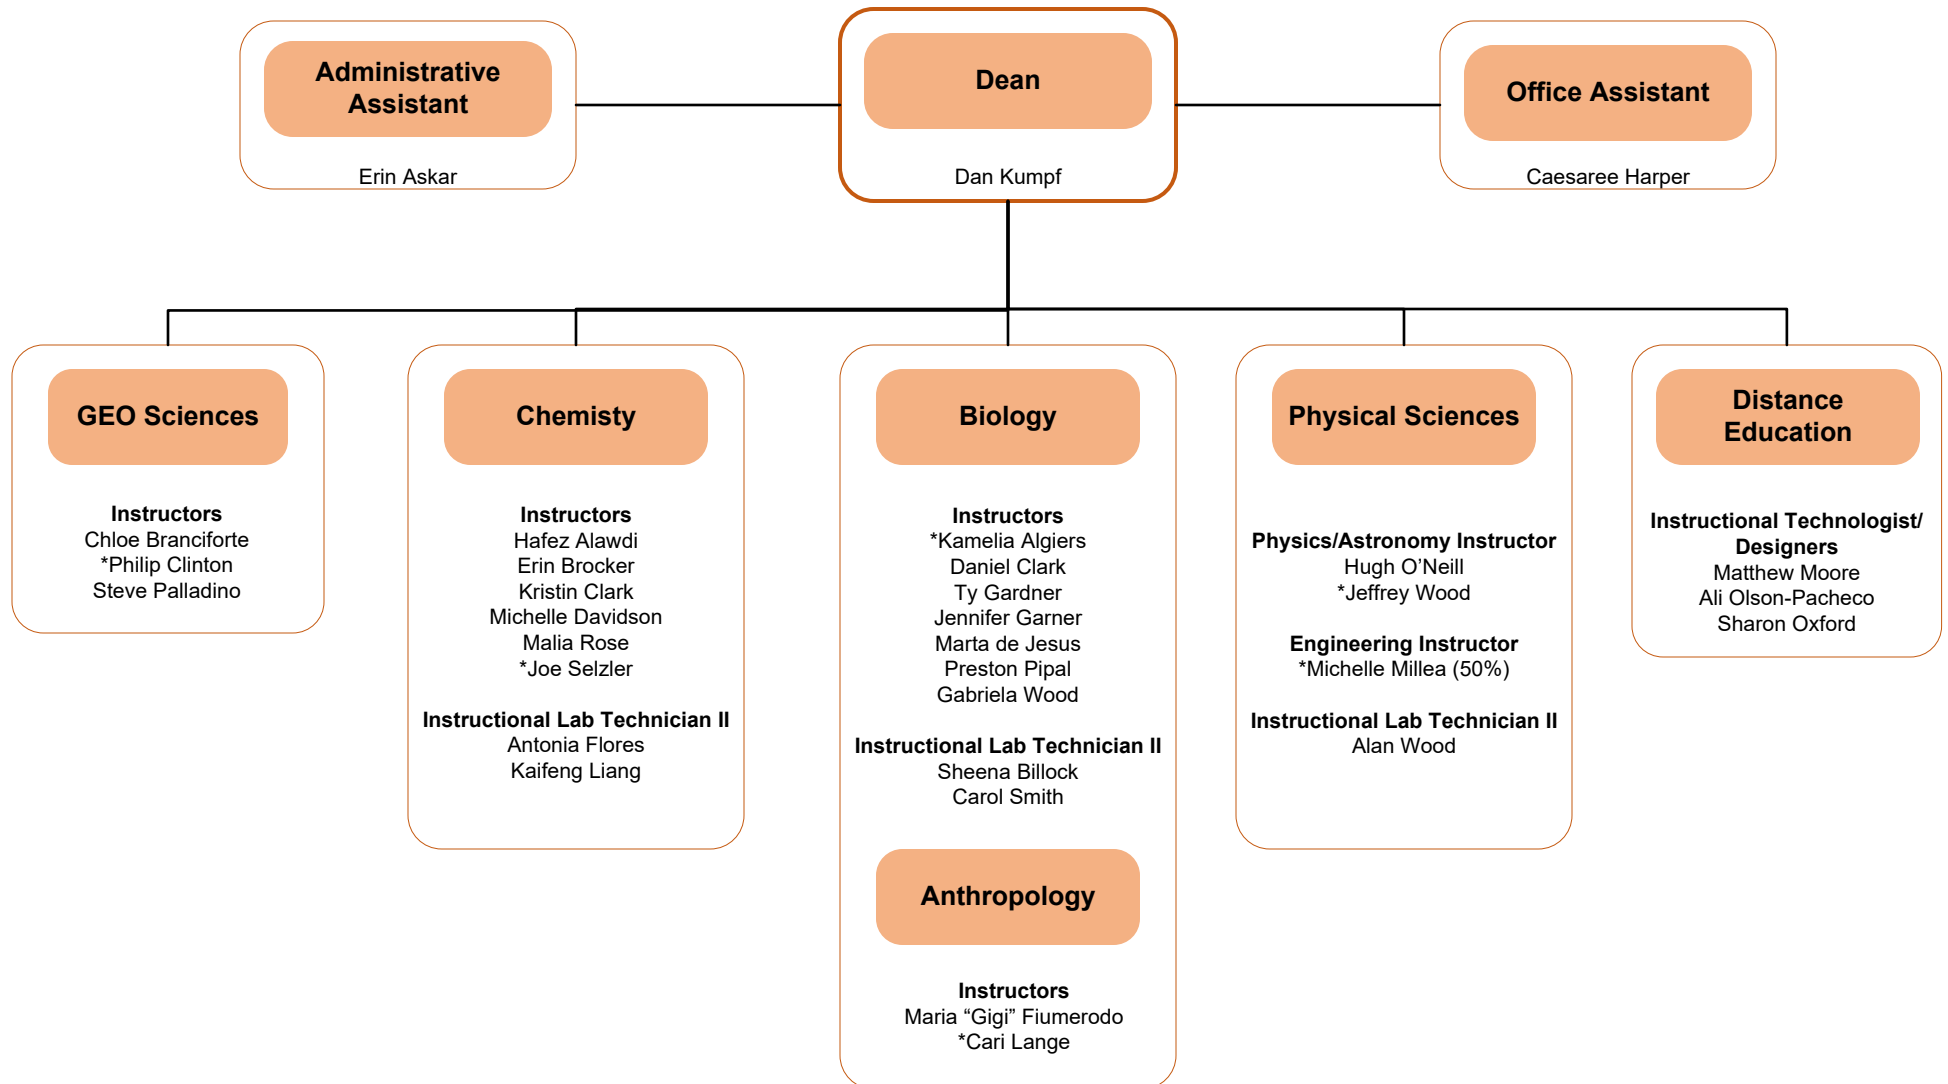 Administrative
Assistant
Erin Askar
Dean
Dan Kumpf
Office Assistant
Caesaree Harper
GEO Sciences
Instructors
Chloe Branciforte
*Philip Clinton
Steve Palladino
Chemisty
Instructors
Hafez Alawdi
Erin Brocker
Kristin Clark
Michelle Davidson
Malia Rose
*Joe Selzler
Instructional Lab Technician II
Antonia Flores
Kaifeng Liang
Biology
Instructors
*Kamelia Algiers
Daniel Clark
Ty Gardner
Jennifer Garner
Marta de Jesus
Preston Pipal
Gabriela Wood
Instructional Lab Technician II
Sheena Billock
Carol Smith
Anthropology
Instructors
Maria “Gigi” Fiumerodo
*Cari Lange
Physical Sciences
Physics/Astronomy Instructor
Hugh O’Neill
*Jeffrey Wood
Engineering Instructor
*Michelle Millea (50%)
Instructional Lab Technician II
Alan Wood
Distance
Education
Instructional Technologist/
Designers
Matthew Moore
Ali Olson-Pacheco
Sharon Oxford